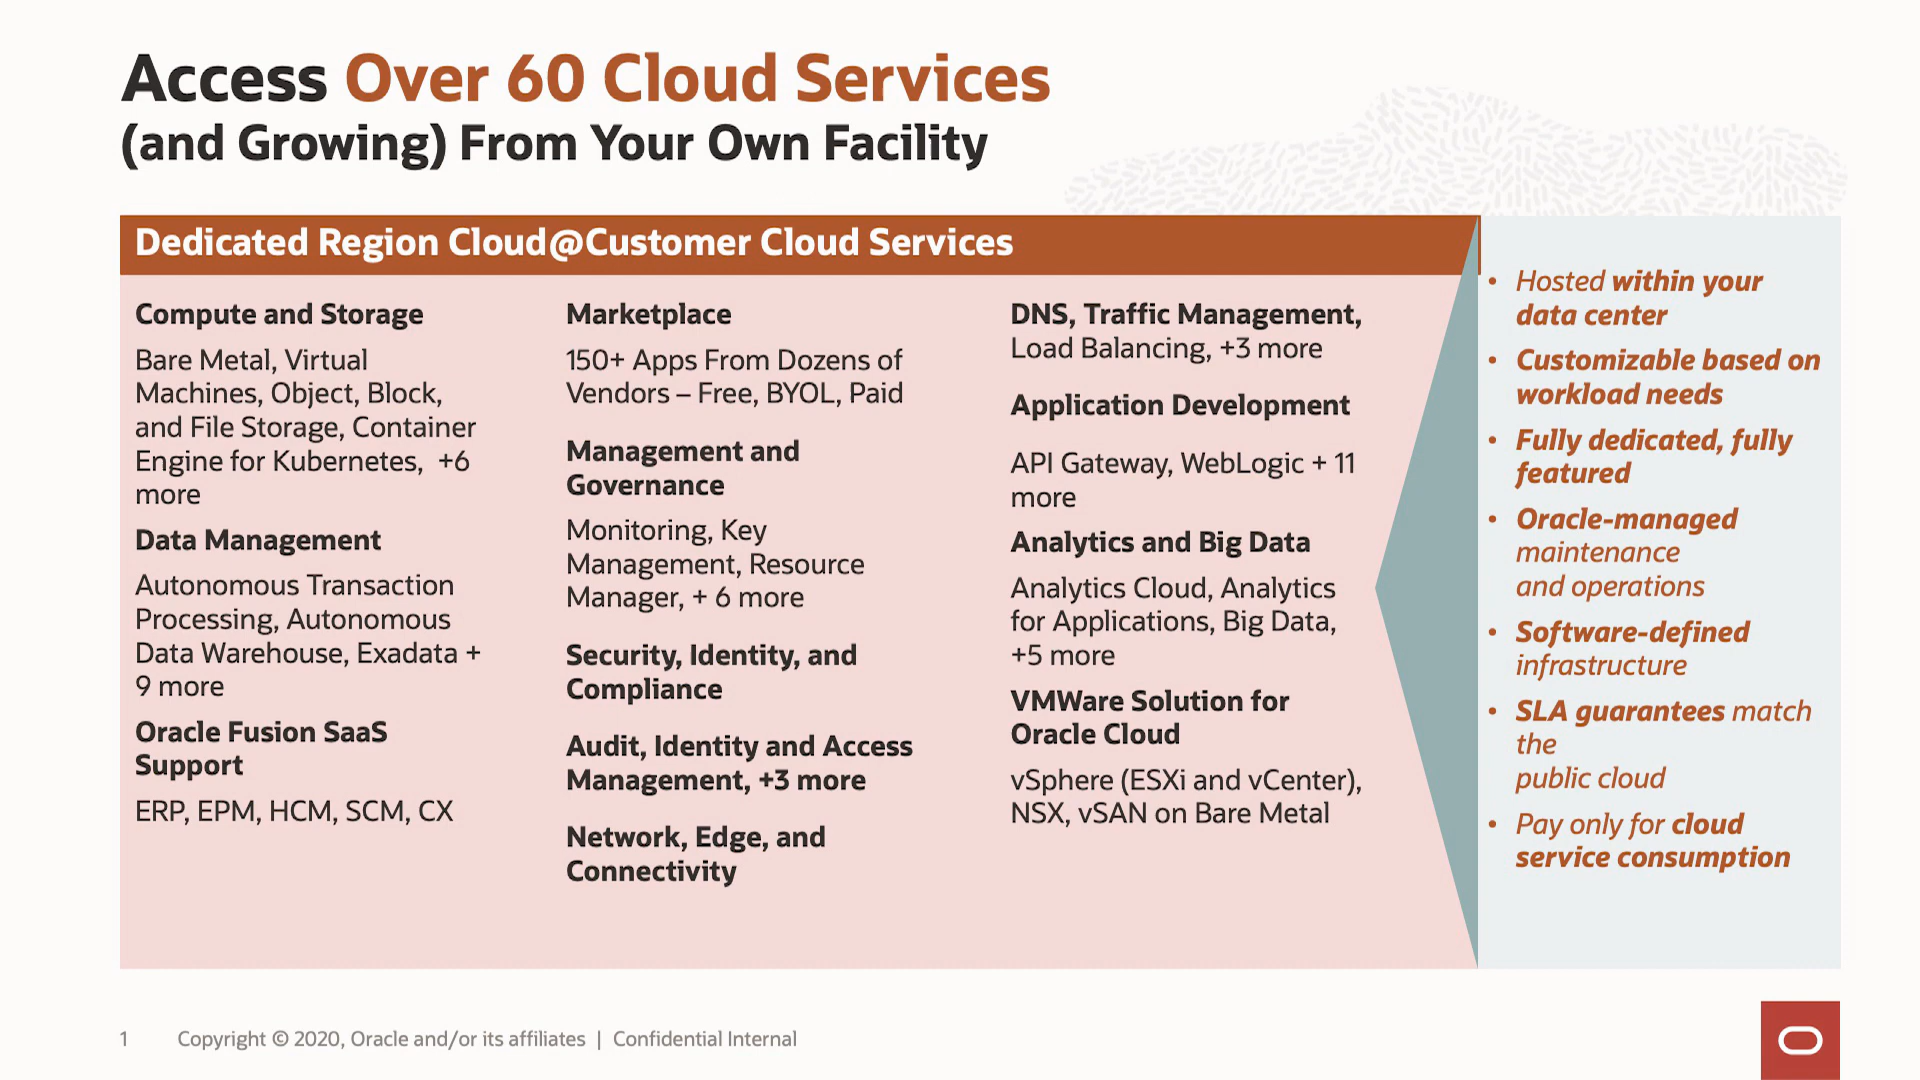 Access Over 60 Cloud Services
(and Growing) From Your Own Facility
Dedicated Region Cloud@Customer Cloud Services
Compute and Storage
Bare Metal, Virtual
Machines, Object, Block,
and File Storage, Container
Engine for Kubernetes,  +6
more
Data Management
Autonomous Transaction
Processing, Autonomous
Data Warehouse, Exadata +
9 more
Oracle Fusion SaaS
Support
ERP, EPM, HCM, SCM, CX
Marketplace
150+ Apps From Dozens of
Vendors – Free, BYOL, Paid
Management and
Governance
Monitoring, Key
Management, Resource
Manager, + 6 more
Security, Identity, and
Compliance
Audit, Identity and Access
Management, +3 more
Network, Edge, and
Connectivity
DNS, Traffic Management,
Load Balancing, +3 more
Application Development
API Gateway, WebLogic + 11
more
Analytics and Big Data
Analytics Cloud, Analytics
for Applications, Big Data,
+5 more
VMWare Solution for
Oracle Cloud
vSphere (ESXi and vCenter),
NSX, vSAN on Bare Metal
• Hosted within your
data center
• Customizable based on
workload needs
• Fully dedicated, fully
featured
• Oracle-managed
maintenance
and operations
• Software-defined
infrastructure
• SLA guarantees match
the
public cloud
• Pay only for cloud
service consumption
1 Copyright © 2020, Oracle and/or its affiliates | Confidential Internal